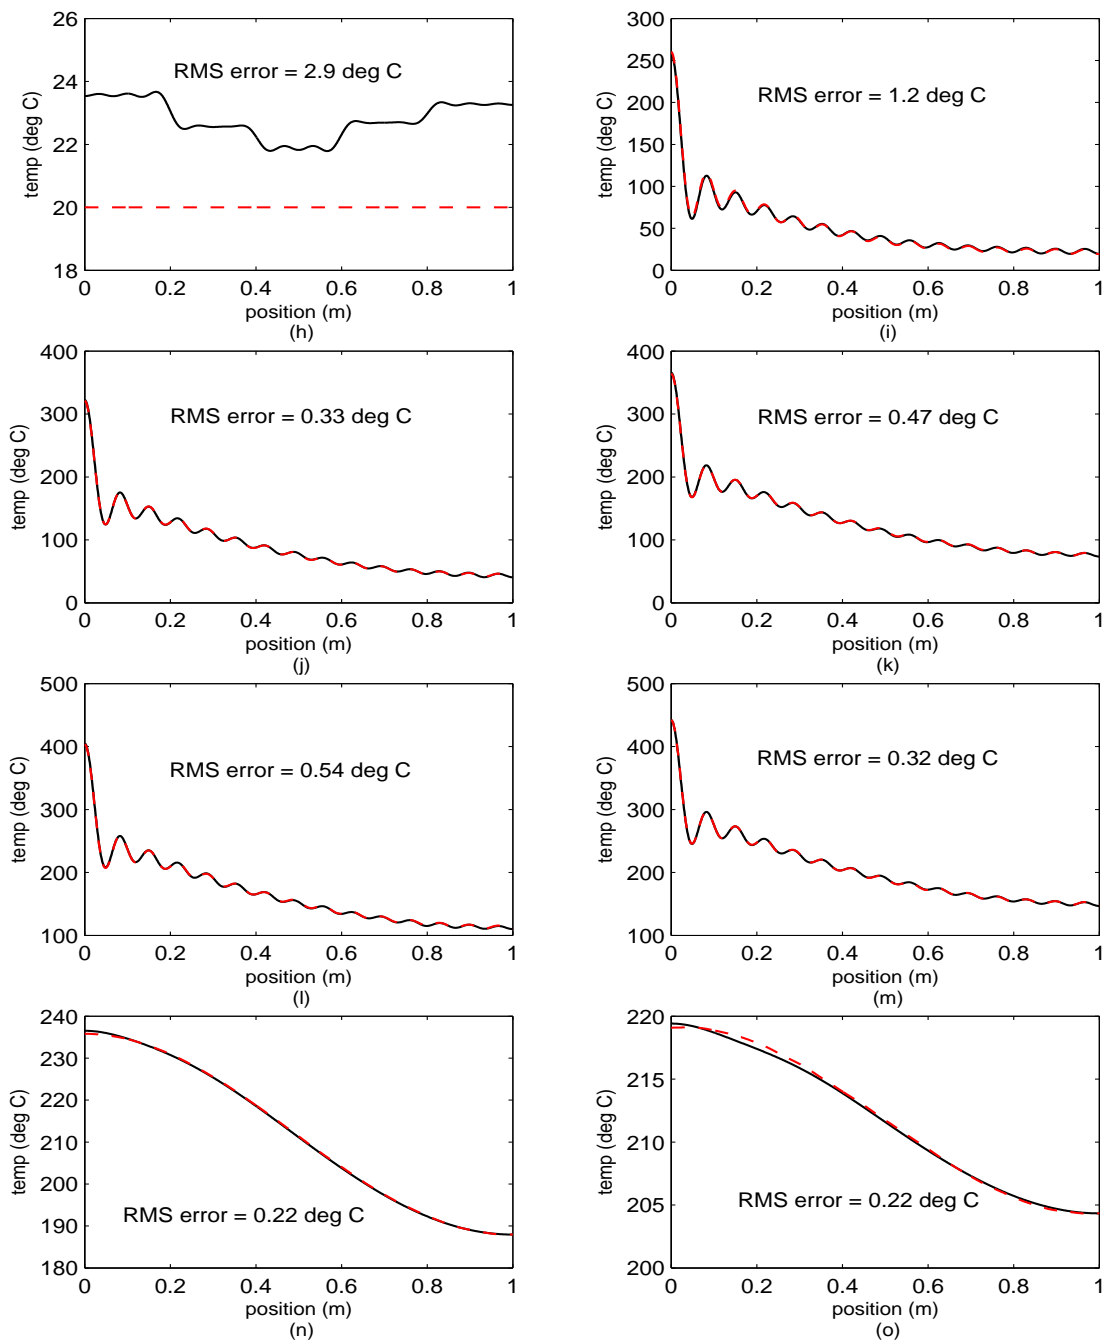 26
24
22
20
18
temp (deg C)
RMS error = 2.9 deg C
0 0.2 0.4 0.6 0.8 1
position (m)
(h)
300
250
200
150
100
50
0
temp (deg C)
RMS error = 1.2 deg C
0 0.2 0.4 0.6 0.8 1
position (m)
(i)
400
300
200
100
0
temp (deg C)
RMS error = 0.33 deg C
0 0.2 0.4 0.6 0.8 1
position (m)
(j)
400
300
200
100
0
temp (deg C)
RMS error = 0.47 deg C
0 0.2 0.4 0.6 0.8 1
position (m)
(k)
500
400
300
200
100
temp (deg C)
RMS error = 0.54 deg C
0 0.2 0.4 0.6 0.8 1
position (m)
(l)
500
400
300
200
100
temp (deg C)
RMS error = 0.32 deg C
0 0.2 0.4 0.6 0.8 1
position (m)
(m)
240
230
220
210
200
190
180
temp (deg C)
RMS error = 0.22 deg C
0 0.2 0.4 0.6 0.8 1
position (m)
(n)
220
215
210
205
200
temp (deg C)
RMS error = 0.22 deg C
0 0.2 0.4 0.6 0.8 1
position (m)
(o)